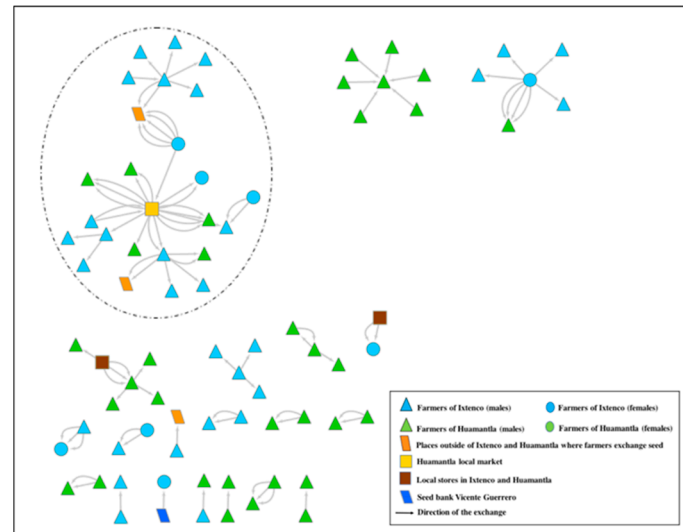 Farmers of Ixtenco (males)
Farmers of Ixtenco (females)
Farmers of Huamantla (males)
Farmers of Huamantla (females)
Places outside of Ixtenco and Huamantla where farmers exchange seed
Huamantla local market
Local stores in Ixtenco and Huamantla
Seed bank Vicente Guerrero
Direction of the exchange